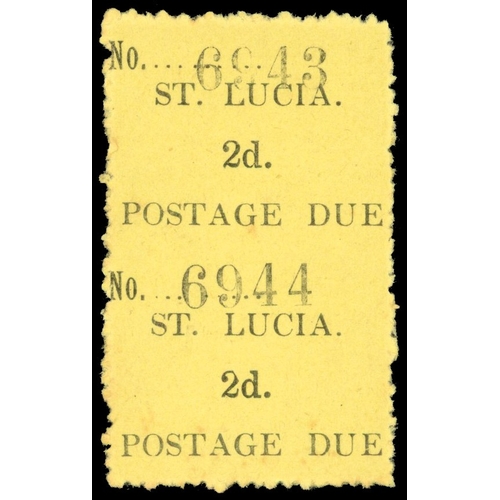 No. ........ 6943
ST. LUCIA.
2d.
POSTAGE DUE
No. ........ 6944
ST. LUCIA.
2d.
POSTAGE DUE